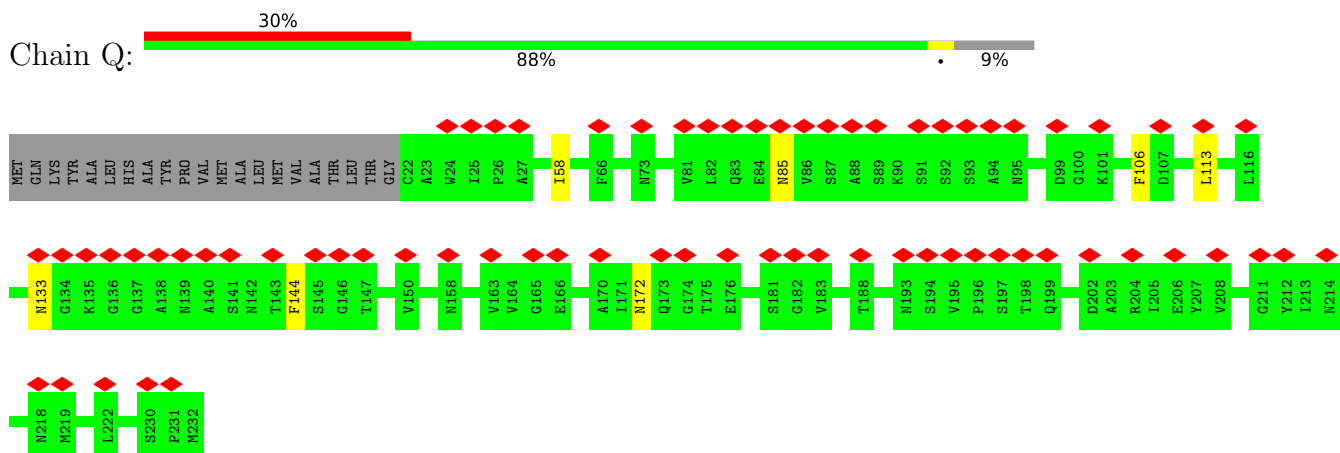 30%
Chain Q:
88% • 9%
MET GLN LYS TYR ALA LEU HIS ALA TYR PRO VAL MET ALA LEU MET VAL ALA THR LEU THR GLY C22 A23 W24 I25 P26 A27 I58 F66 N73 V81 L82 Q83 E84 N85 V86 S87 A88 S89 K90 S91 S92 S93 A94 N95 D99 G100 K101 F106 D107 L113 L116
N133 G134 K135 G136 G137 A138 N139 A140 S141 N142 T143 F144 S145 G146 T147 V150 N158 V163 V164 G165 E166 A170 I171 N172 Q173 G174 T175 E176 S181 G182 V183 T188 N193 S194 V195 P196 S197 T198 Q199 D202 A203 R204 I205 E206 Y207 V208 G211 Y212 I213 N214
N218 M219 L222 S230 P231 M232